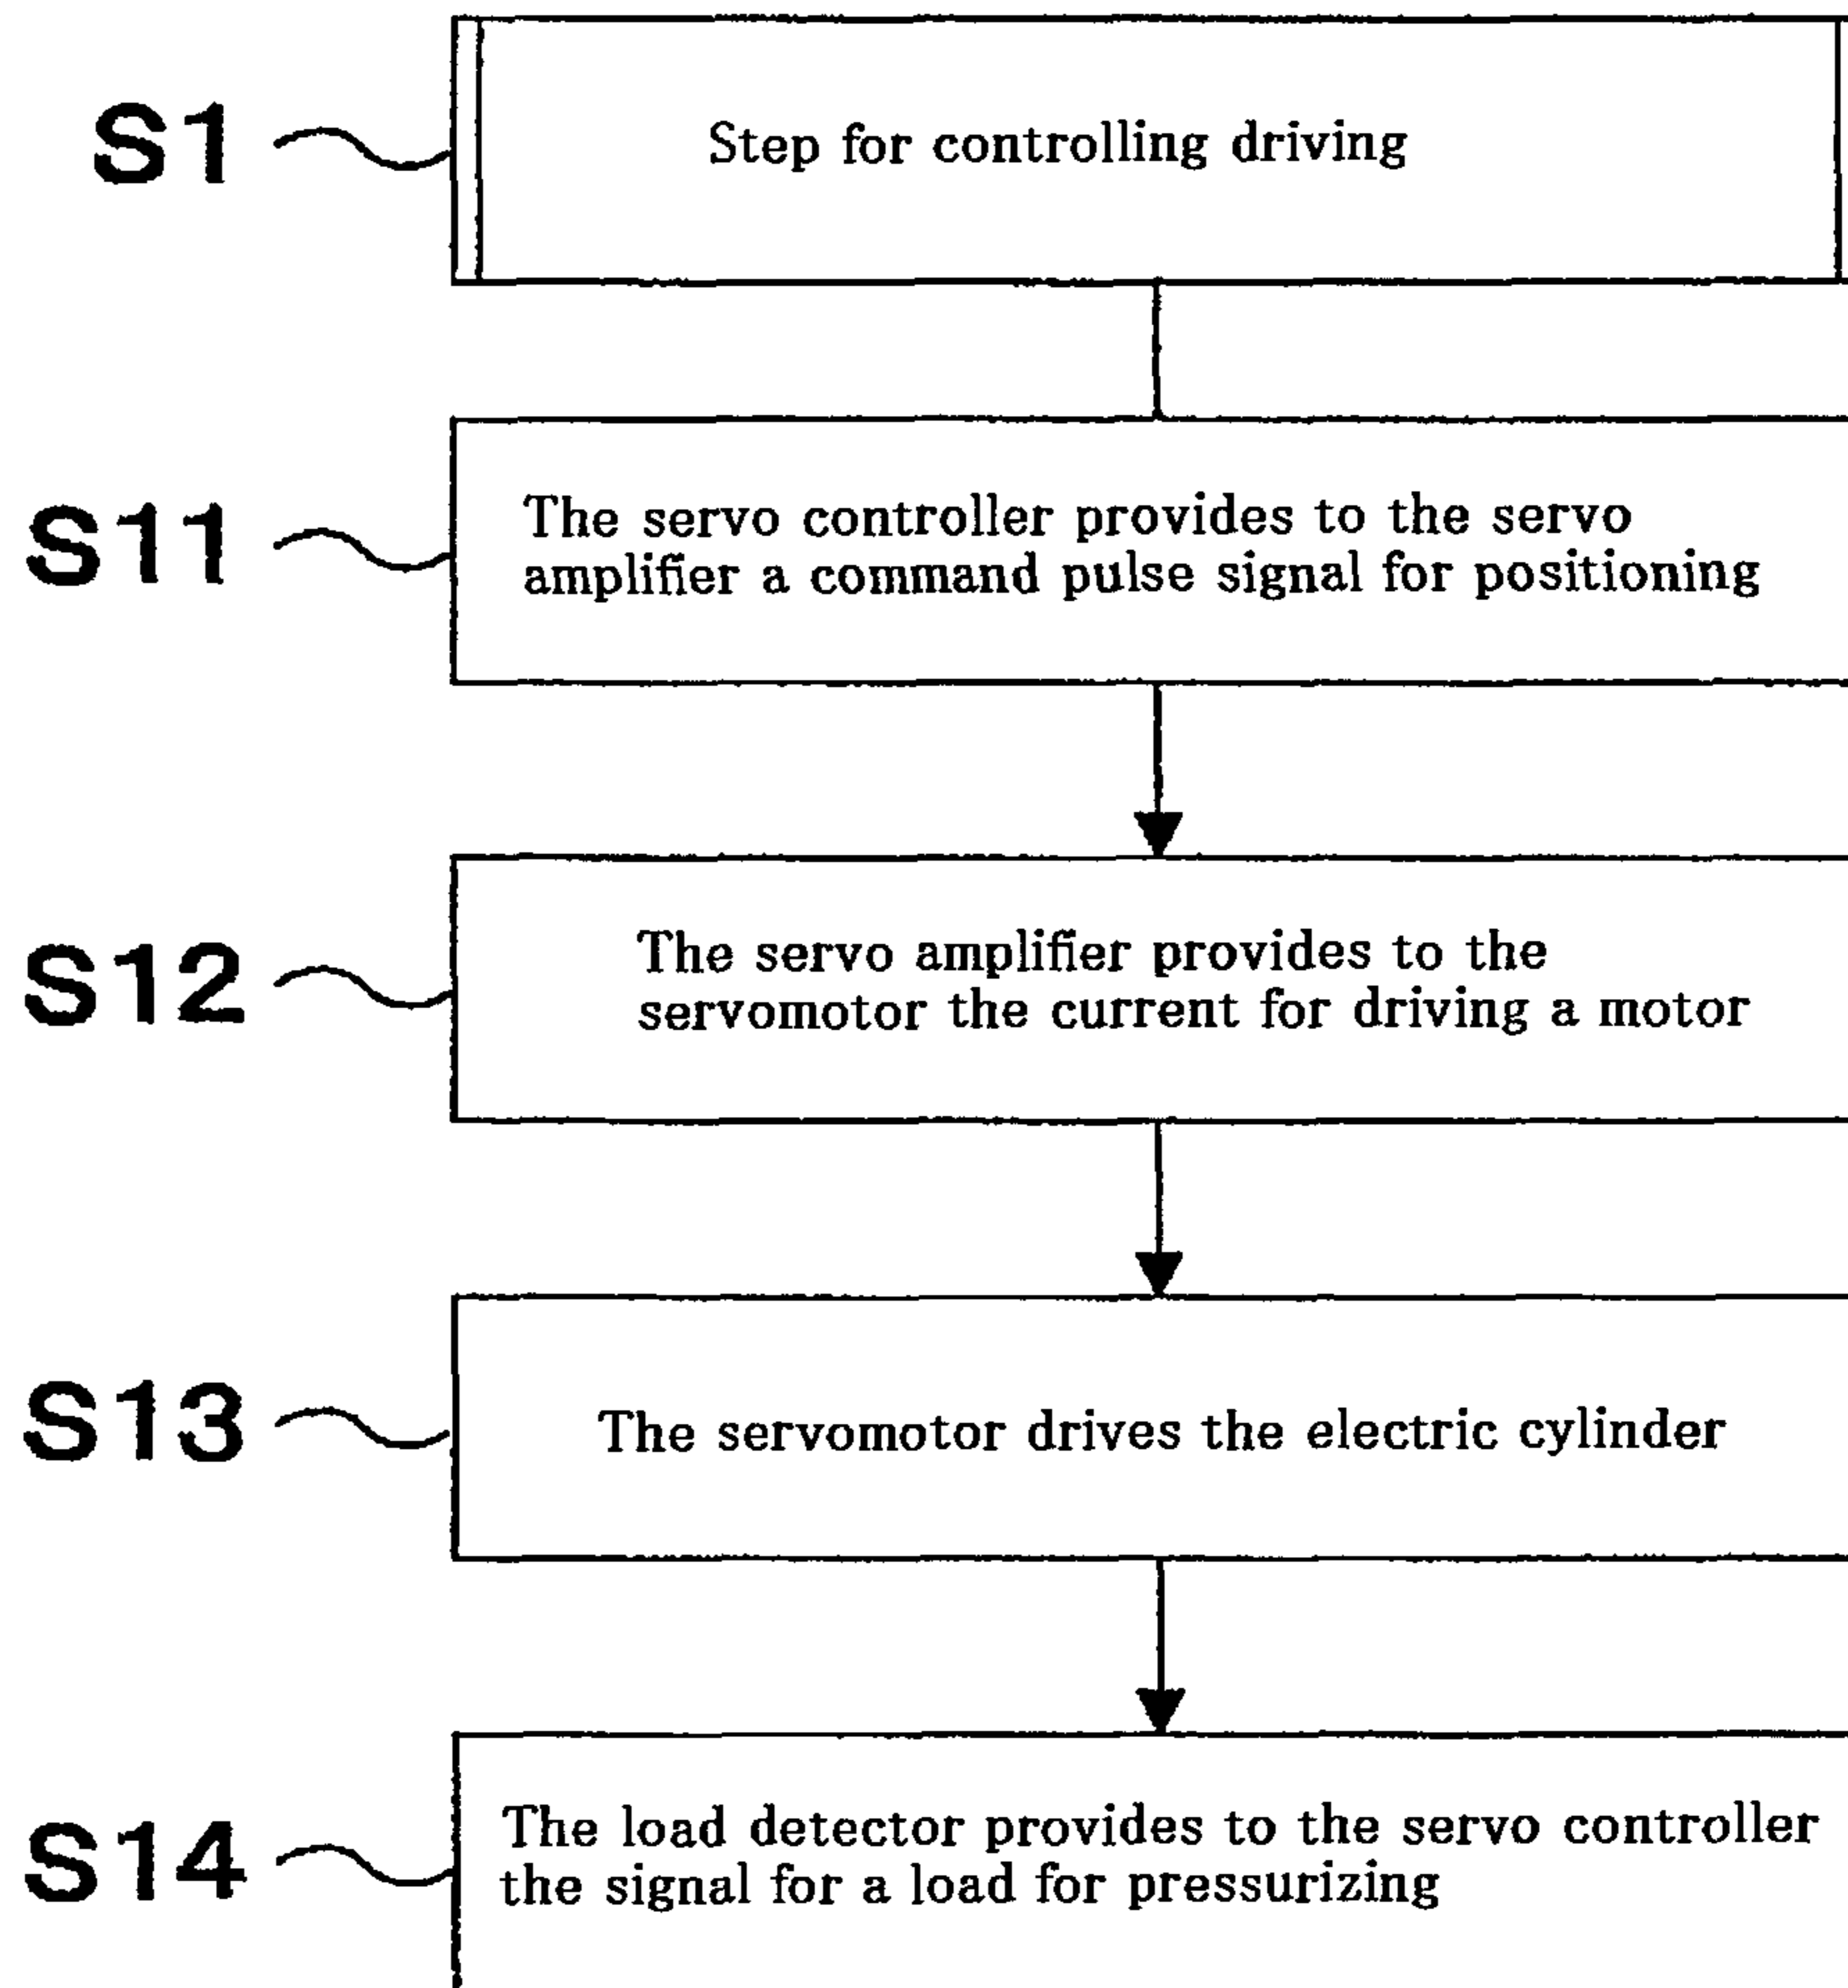 S1
Step for controlling driving
S11
The servo controller provides to the servo
amplifier a command pulse signal for positioning
S12
The servo amplifier provides to the
servomotor the current for driving a motor
S13
The servomotor drives the electric cylinder
S14
The load detector provides to the servo controller
the signal for a load for pressurizing